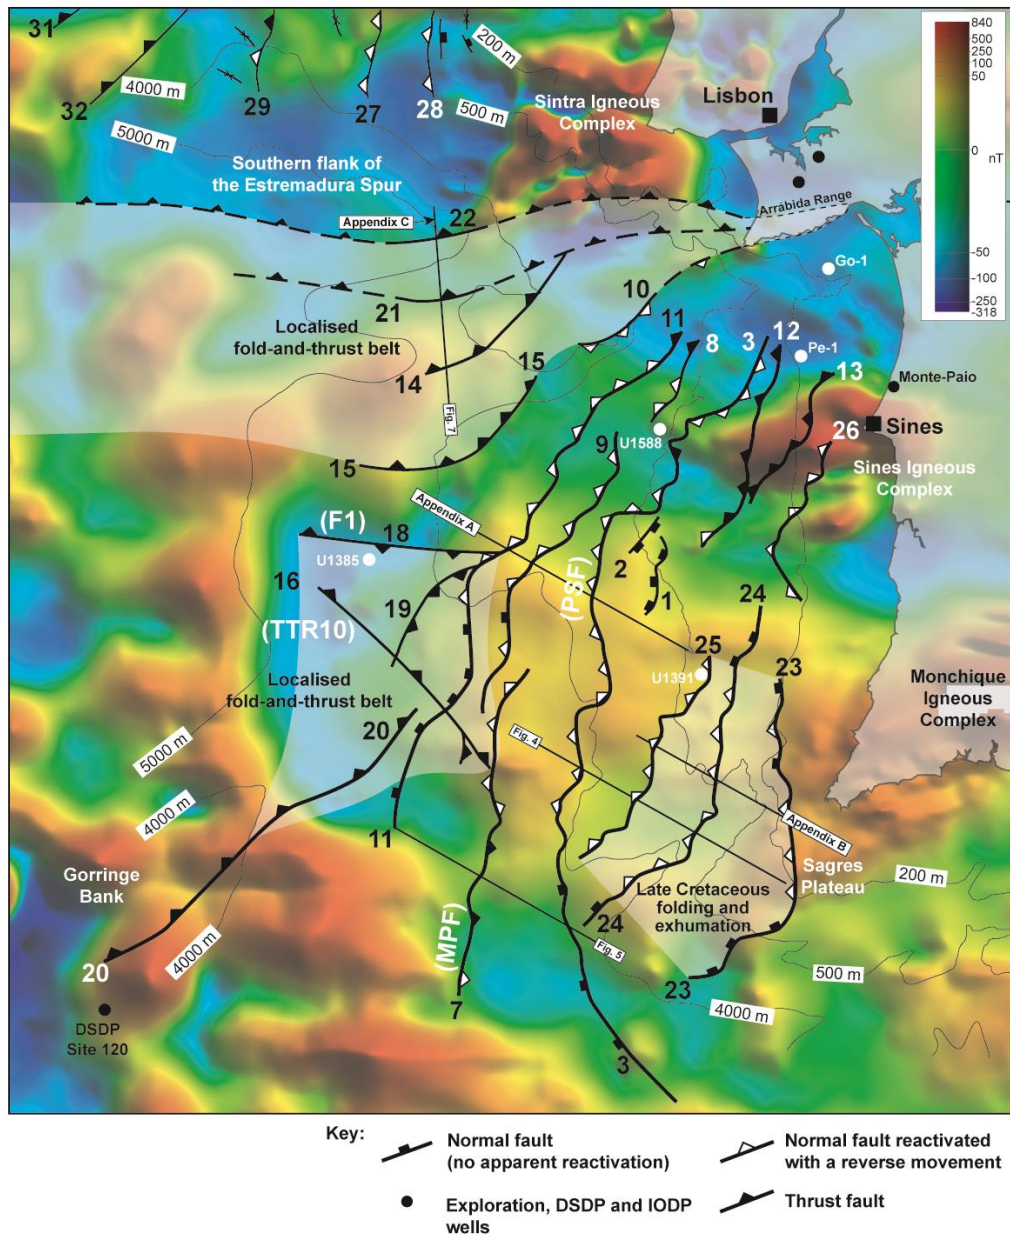 31
32
4000 m
29
27
28
200 m
500 m
5000 m
Sintra Igneous
Complex
Lisbon
Southern flank of
the Estremadura Spur
Appendix C
22
Arrábida Range
840
500
250
100
50
0
nT
-50
-100
-250
-318
21
Localised
fold-and-thrust belt
14
15
10
11
8
3
12
13
Go-1
Pe-1
Monte-Paio
Sines
26
Sines Igneous
Complex
Fig. 7
15
9
U1588
Appendix A
(F1)
18
U1385
16
(TTR10)
19
(PSF)
2
1
24
25
U1391
23
Monchique
Igneous
Complex
Localised
fold-and-thrust belt
20
5000 m
4000 m
Fig. 4
Appendix B
11
Gorringe
Bank
Sagres
Plateau
200 m
Late Cretaceous
folding and
exhumation
24
4000 m
(MPF)
Fig. 5
20
7
23
500 m
4000 m
DSDP
Site 120
3
Key:
Normal fault
(no apparent reactivation)
Normal fault reactivated
with a reverse movement
Exploration, DSDP and IODP
wells
Thrust fault